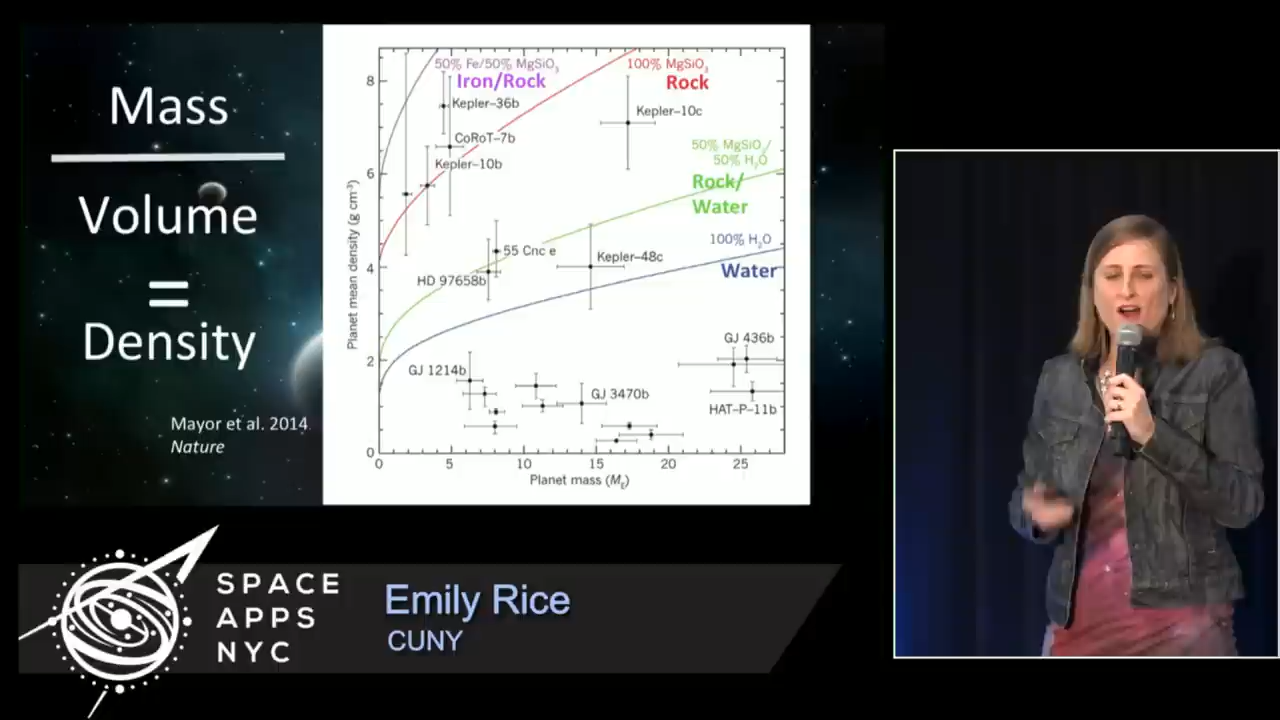 Mass
Volume
=
Density
Mayor et al. 2014
Nature
50% Fe/50% MgSiO₃
Iron/Rock
100% MgSiO₃
Rock
Kepler–36b
Kepler–10c
CoRoT–7b
Kepler–10b
50% MgSiO₃/
50% H₂O
Rock/
Water
100% H₂O
Water
55 Cnc e
Kepler–48c
HD 97658b
GJ 436b
GJ 1214b
GJ 3470b
HAT–P–11b
Planet mean density (g cm⁻³)
8
6
4
2
0
0 5 10 15 20 25
Planet mass (M
SPACE
APPS
NYC
Emily Rice
CUNY